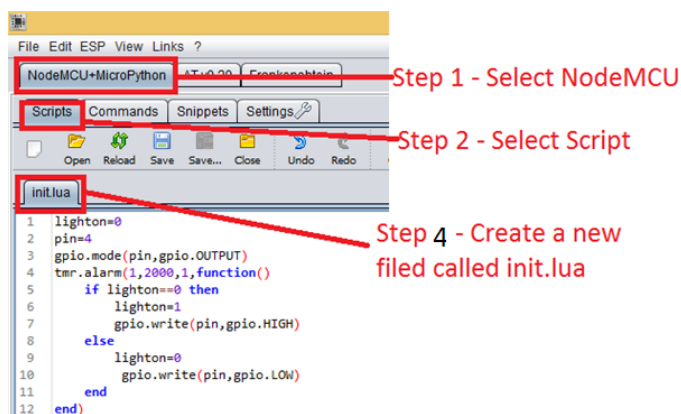 File Edit ESP View Links ?
NodeMCU+MicroPython AT v0.20 Frankenshtein
Step 1 - Select NodeMCU
Scripts Commands Snippets Settings
Step 2 - Select Script
Open Reload Save Save... Close Undo Redo
init.lua
Step 4 - Create a new
filed called init.lua
1 lighton=0
2 pin=4
3 gpio.mode(pin,gpio.OUTPUT)
4 tmr.alarm(1,2000,1,function()
5 if lighton==0 then
6 lighton=1
7 gpio.write(pin,gpio.HIGH)
8 else
9 lighton=0
10 gpio.write(pin,gpio.LOW)
11 end
12 end)